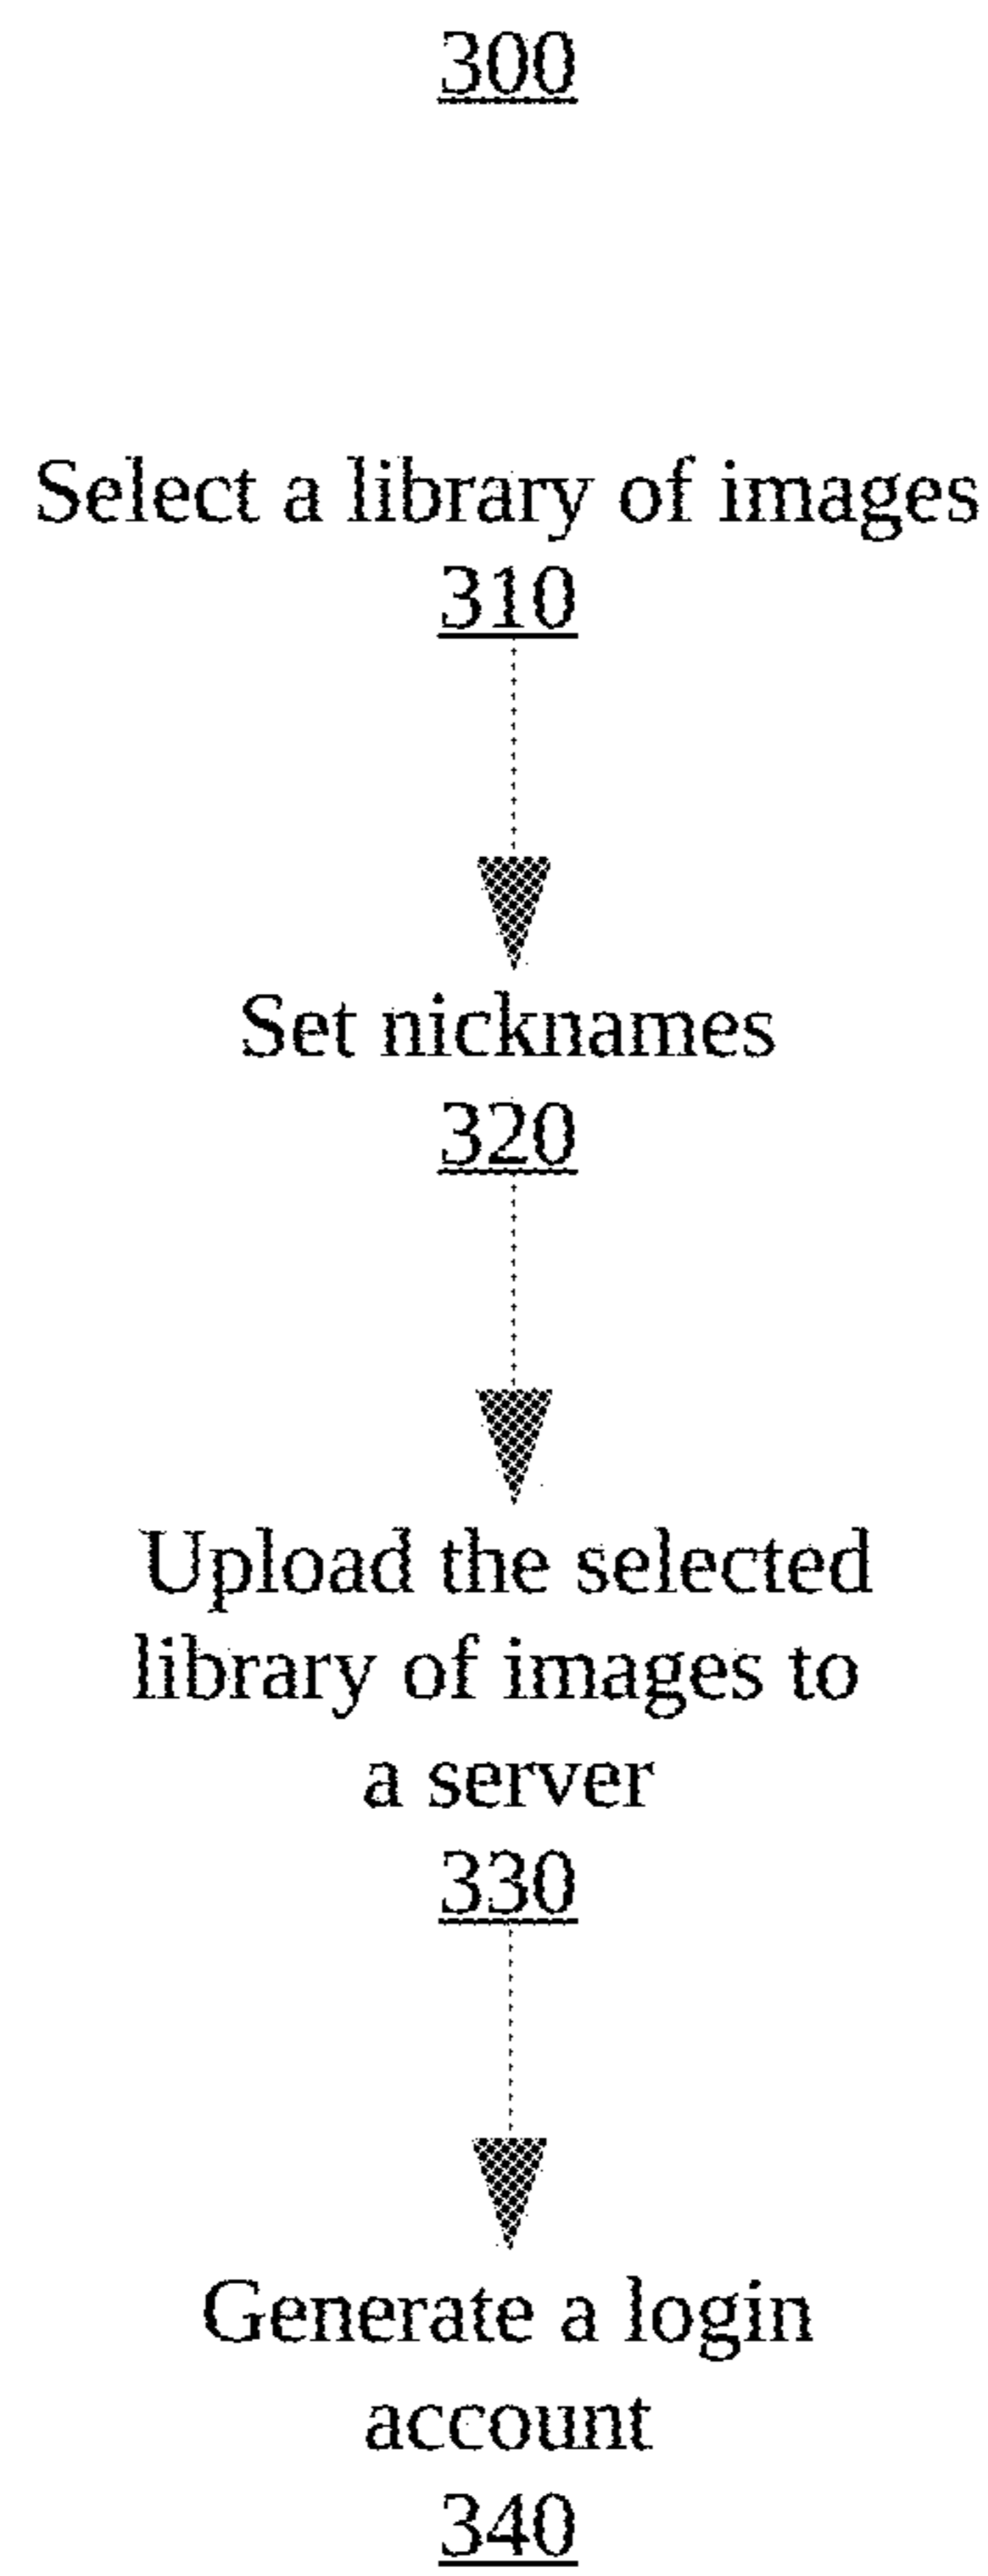 300
Select a library of images
310
Set nicknames
320
Upload the selected
library of images to
a server
330
Generate a login
account
340